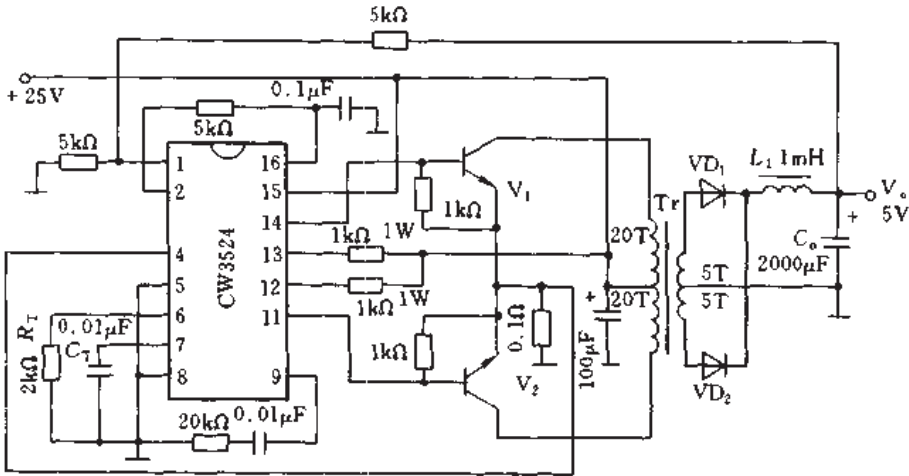 5kΩ
+25V
0.1μF
5kΩ
5kΩ
1
2
4
5
6
7
8
CW3524
16
15
14
13
12
11
9
1kΩ
V₁
1W
1kΩ
1kΩ
1W
1kΩ
0.1Ω
V₂
+
100μF
20T
20T
Tr
5T
5T
VD₁
VD₂
L₁ 1mH
Vₒ
5V
+
Cₒ
2000μF
R_T
2kΩ
0.01μF
C_T
20kΩ
0.01μF